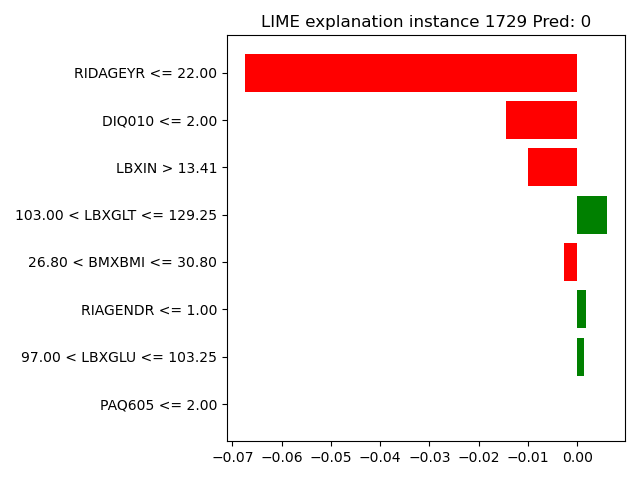 LIME explanation instance 1729 Pred: 0
RIDAGEYR <= 22.00
DIQ010 <= 2.00
LBXIN > 13.41
103.00 < LBXGLT <= 129.25
26.80 < BMXBMI <= 30.80
RIAGENDR <= 1.00
97.00 < LBXGLU <= 103.25
PAQ605 <= 2.00
−0.07 −0.06 −0.05 −0.04 −0.03 −0.02 −0.01 0.00